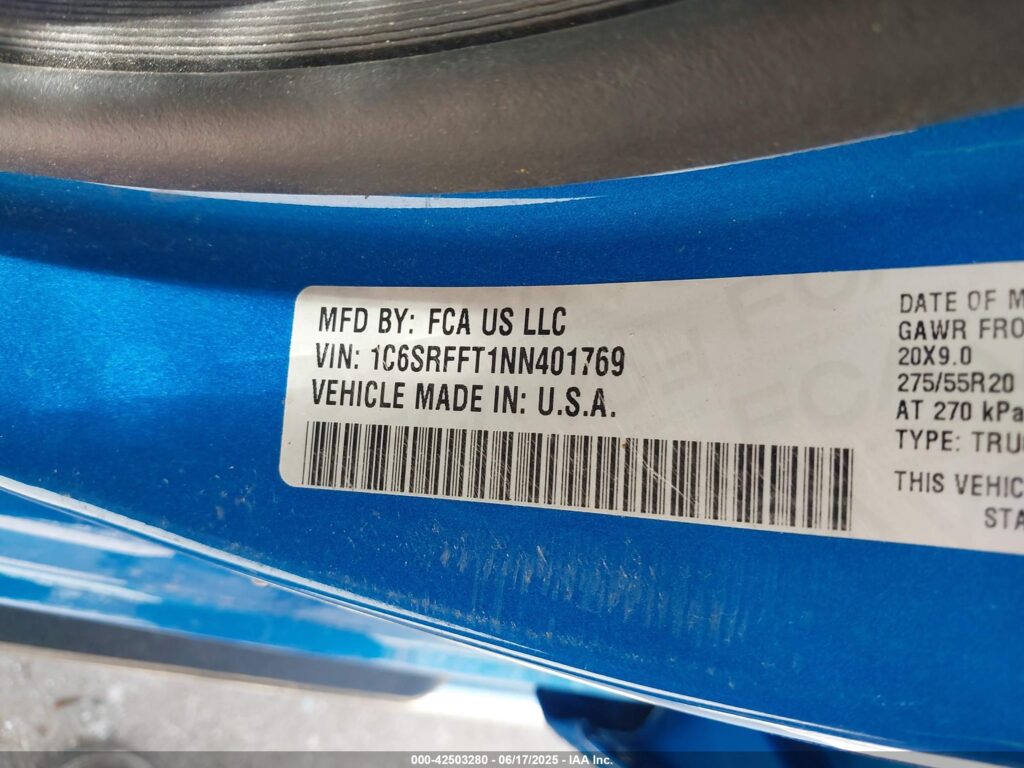 MFD BY: FCA US LLC
VIN: 1C6SRFFT1NN401769
VEHICLE MADE IN: U.S.A.
DATE OF M
GAWR FRO
20X9.0
275/55R20
AT 270 kPa
TYPE: TRU
THIS VEHIC
STA
000-42503280 - 06/17/2025 - IAA Inc.